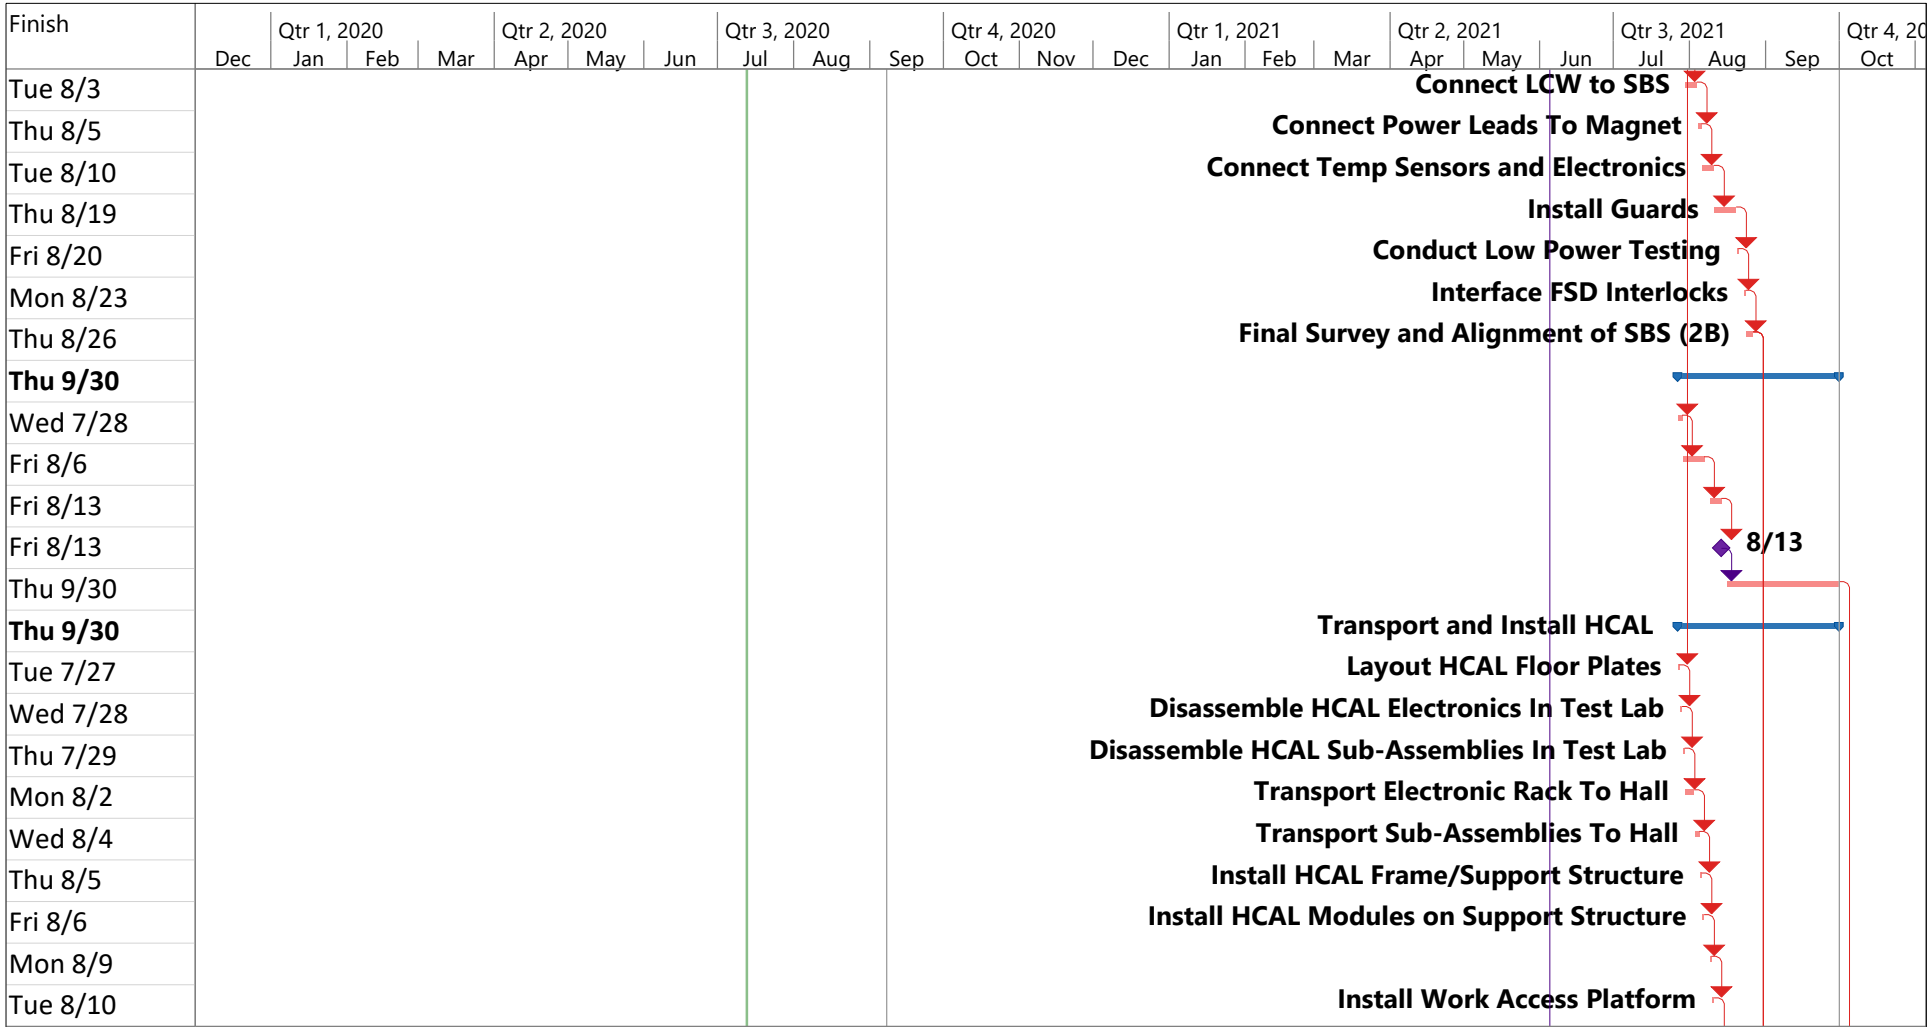 Finish
Qtr 1, 2020 Qtr 2, 2020 Qtr 3, 2020 Qtr 4, 2020 Qtr 1, 2021 Qtr 2, 2021 Qtr 3, 2021 Qtr 4, 20
Dec Jan Feb Mar Apr May Jun Jul Aug Sep Oct Nov Dec Jan Feb Mar Apr May Jun Jul Aug Sep Oct
Tue 8/3 Connect LCW to SBS
Thu 8/5 Connect Power Leads To Magnet
Tue 8/10 Connect Temp Sensors and Electronics
Thu 8/19 Install Guards
Fri 8/20 Conduct Low Power Testing
Mon 8/23 Interface FSD Interlocks
Thu 8/26 Final Survey and Alignment of SBS (2B)
Thu 9/30
Wed 7/28
Fri 8/6
Fri 8/13
Fri 8/13 8/13
Thu 9/30
Thu 9/30 Transport and Install HCAL
Tue 7/27 Layout HCAL Floor Plates
Wed 7/28 Disassemble HCAL Electronics In Test Lab
Thu 7/29 Disassemble HCAL Sub-Assemblies In Test Lab
Mon 8/2 Transport Electronic Rack To Hall
Wed 8/4 Transport Sub-Assemblies To Hall
Thu 8/5 Install HCAL Frame/Support Structure
Fri 8/6 Install HCAL Modules on Support Structure
Mon 8/9
Tue 8/10 Install Work Access Platform